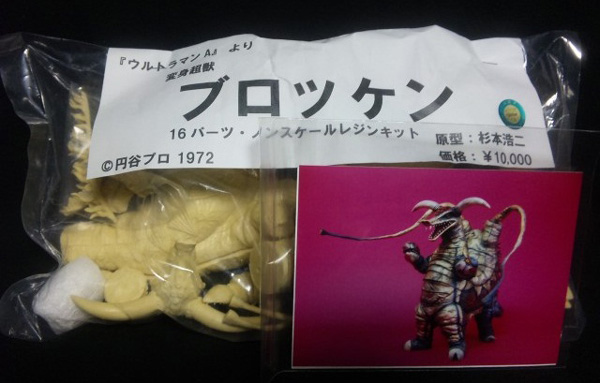 『ウルトラマンA』 より
変身超獣
ブロッケン
16パーツ・ノンスケールレジンキット
原型：杉本浩二
©円谷プロ 1972
価格：¥10,000